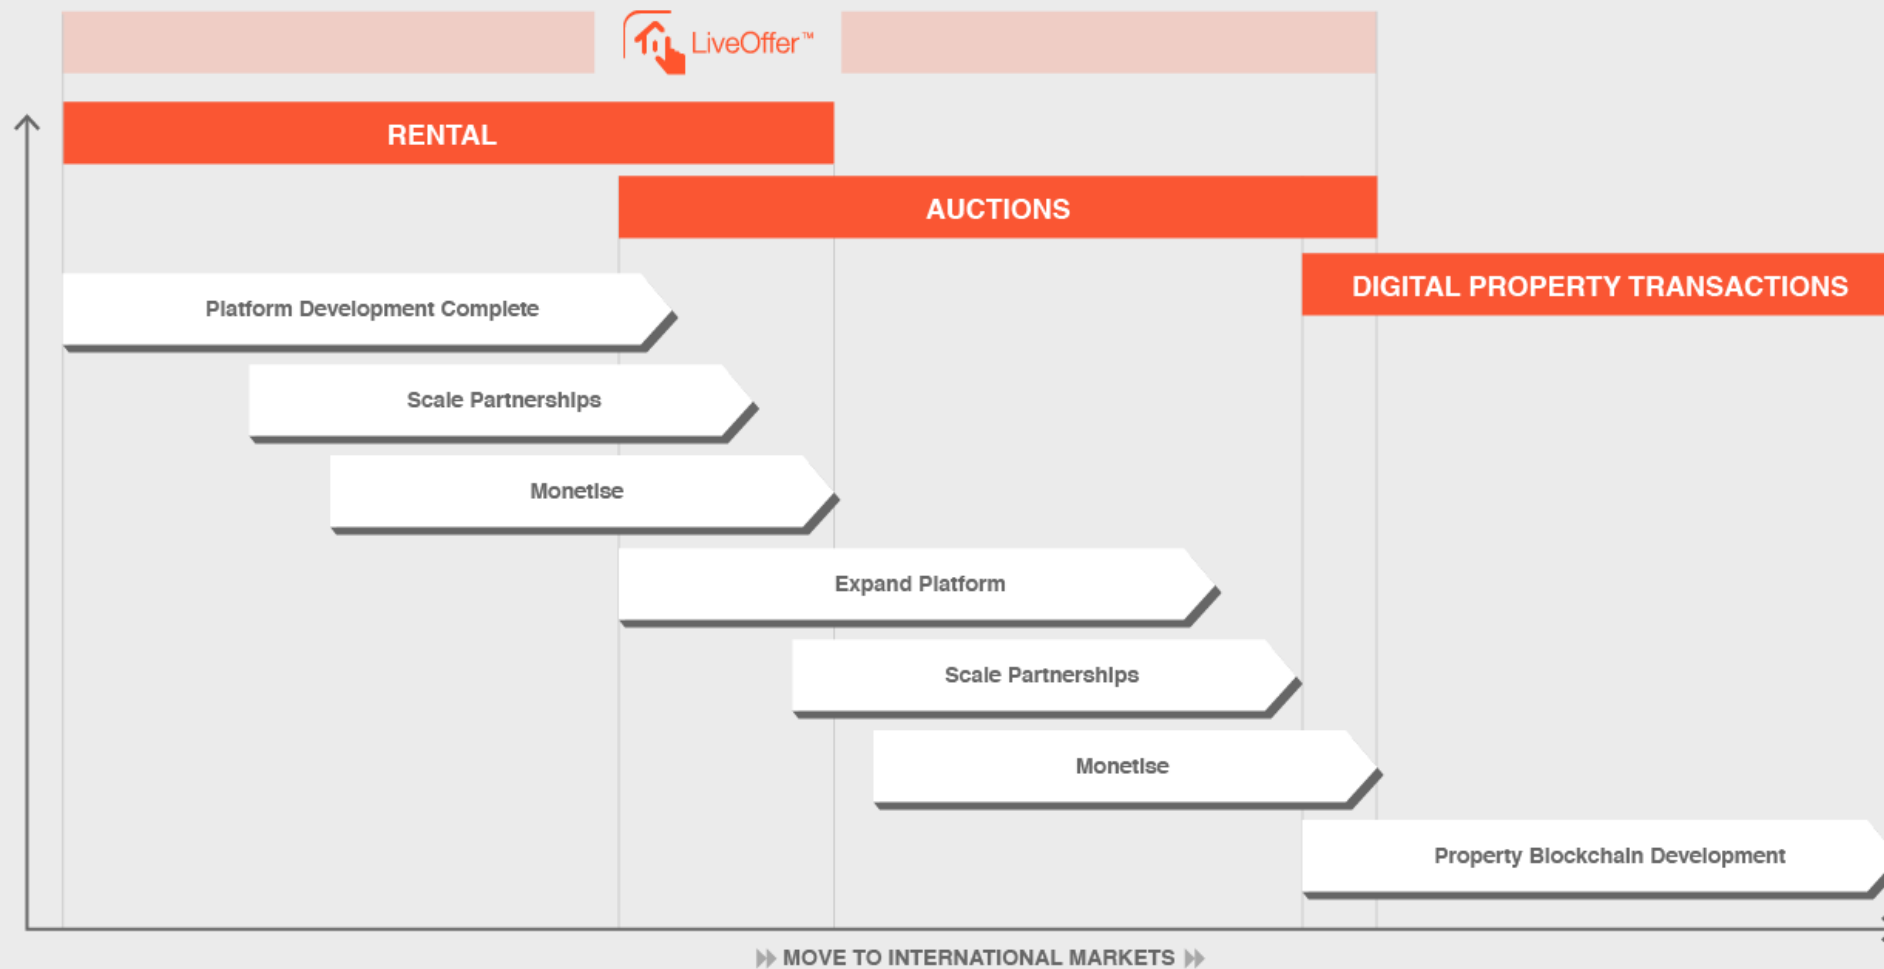 LiveOffer™
RENTAL
AUCTIONS
DIGITAL PROPERTY TRANSACTIONS
Platform Development Complete
Scale Partnerships
Monetise
Expand Platform
Scale Partnerships
Monetise
Property Blockchain Development
MOVE TO INTERNATIONAL MARKETS